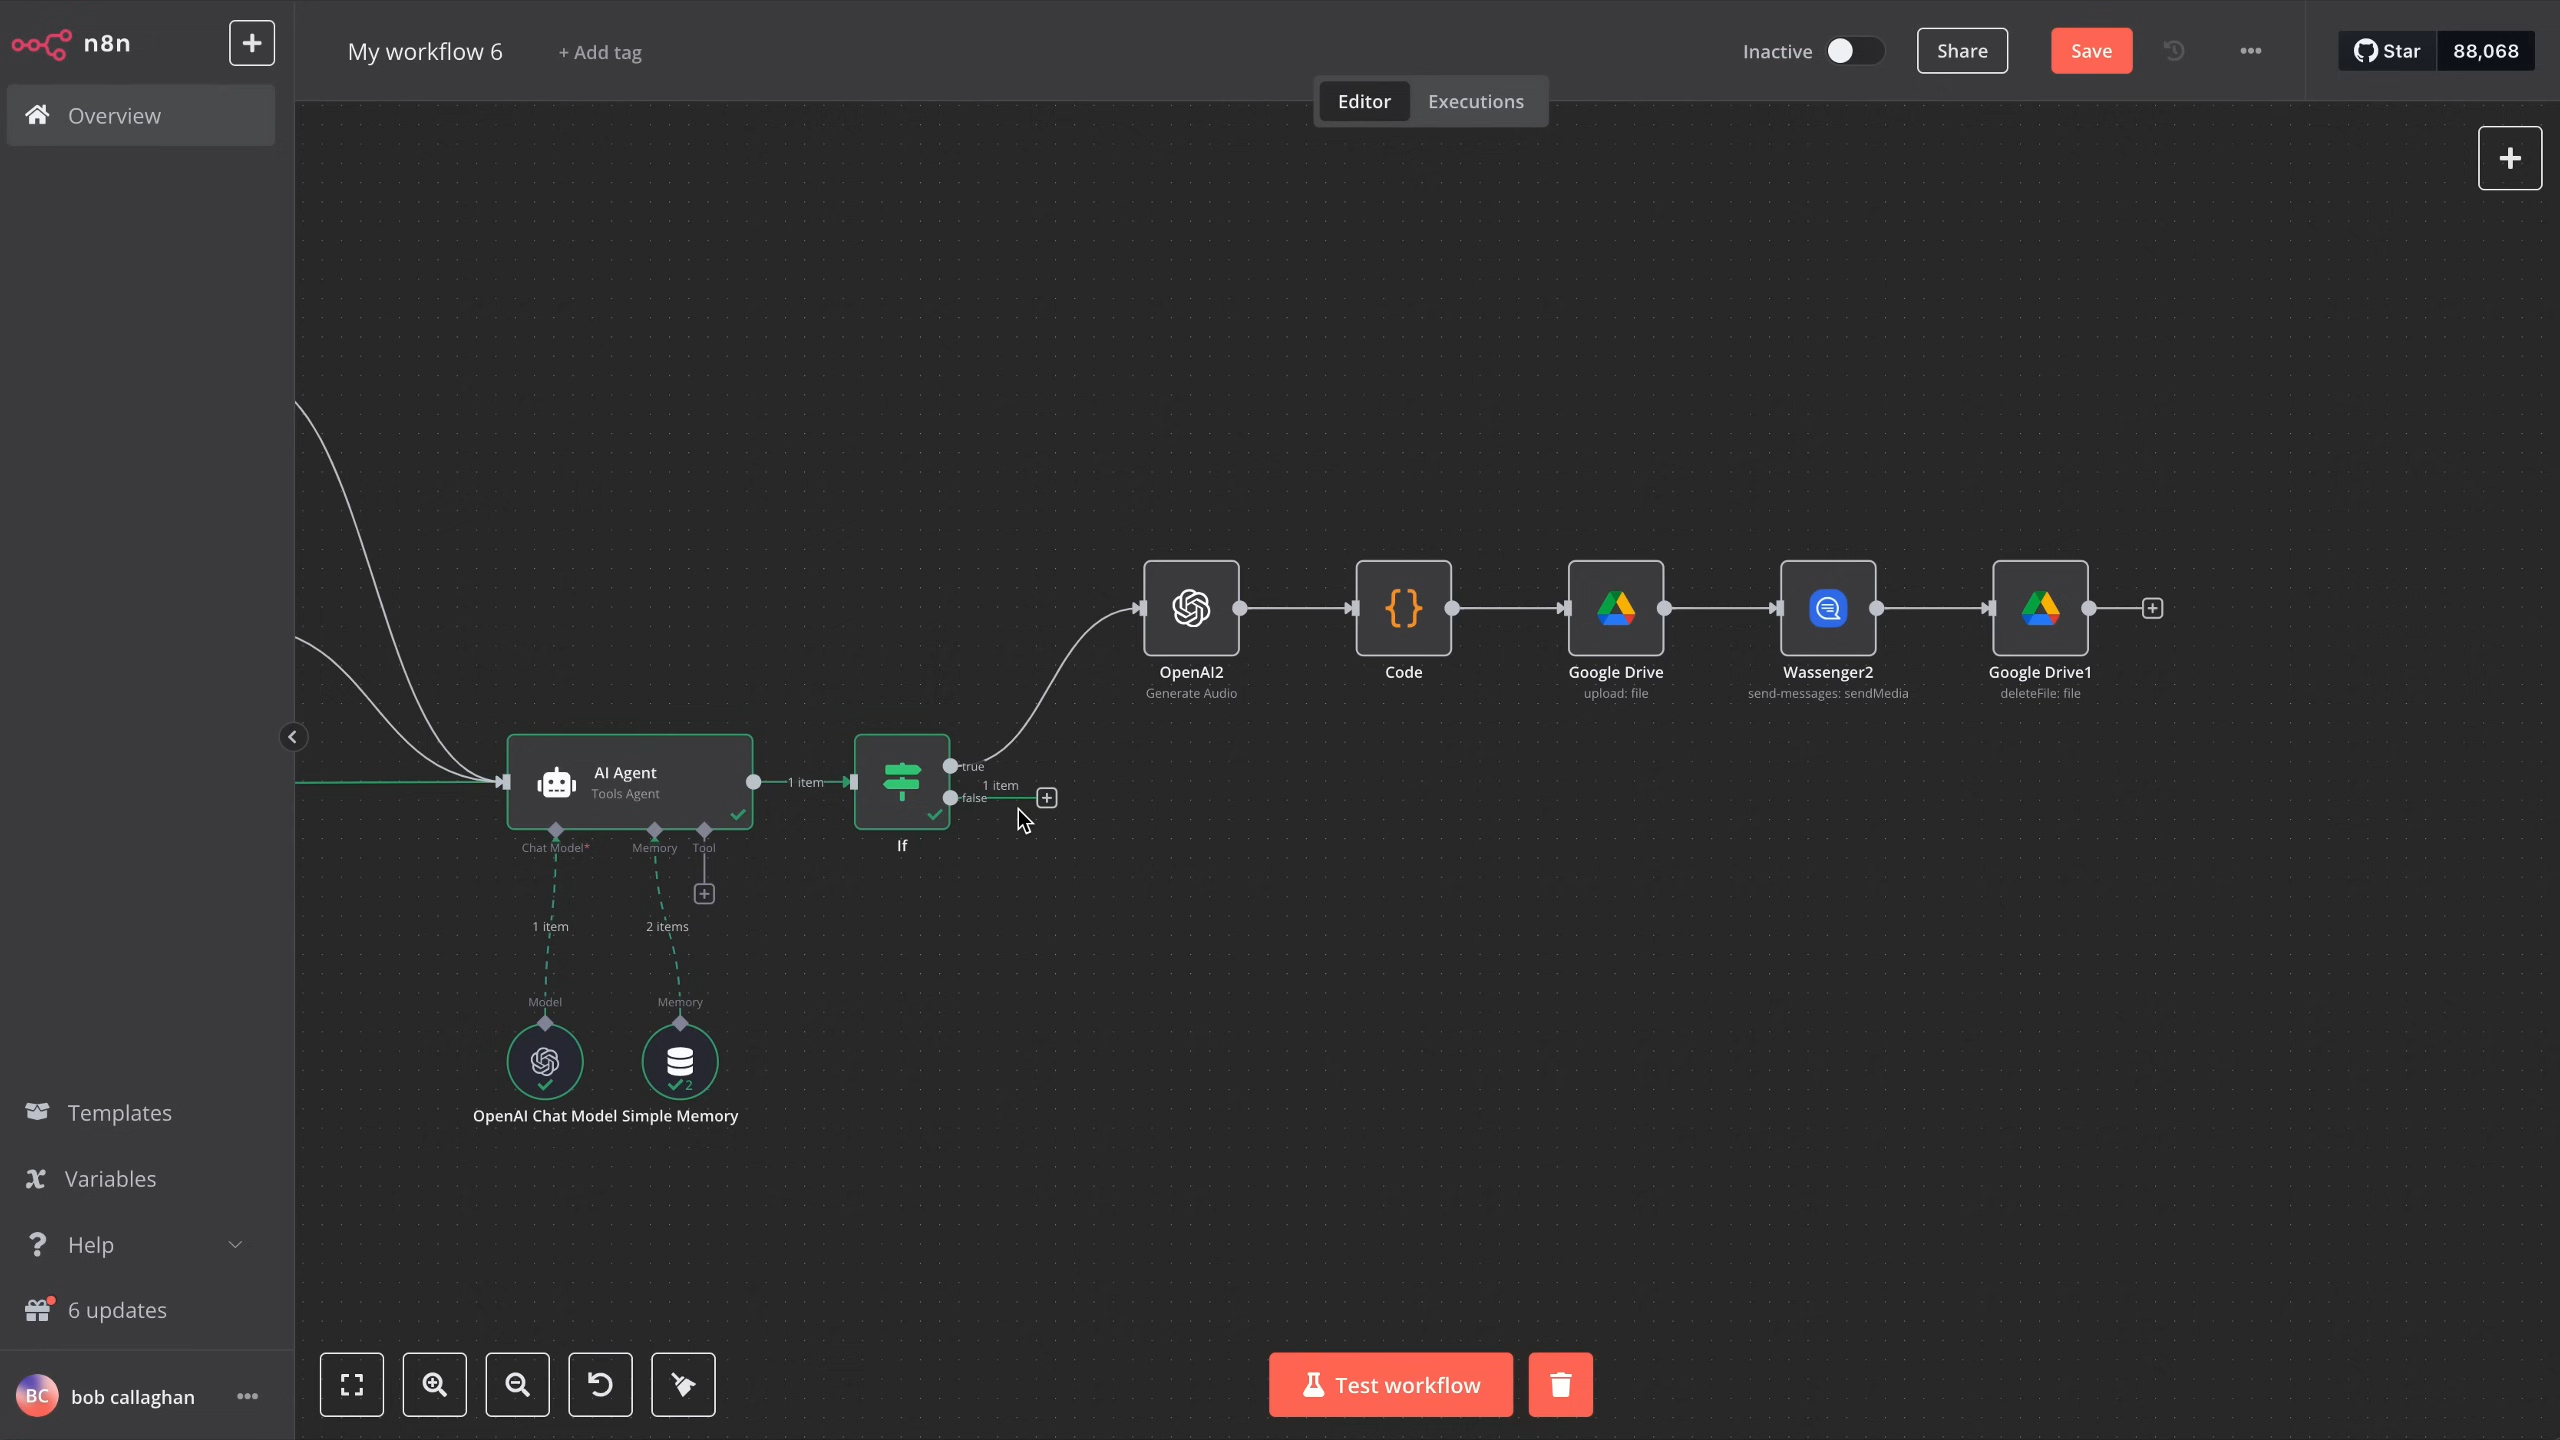 n8n
My workflow 6
+ Add tag
Inactive
Share
Save
Star
88,068
Overview
Editor
Executions
OpenAI2
Generate Audio
Code
Google Drive
upload: file
Wassenger2
send-messages: sendMedia
Google Drive1
deleteFile: file
AI Agent
Tools Agent
1 item
true
1 item
false
If
Chat Model*
Memory
Tool
1 item
2 items
Model
Memory
2
OpenAI Chat Model
Simple Memory
Templates
Variables
Help
6 updates
BC
bob callaghan
Test workflow